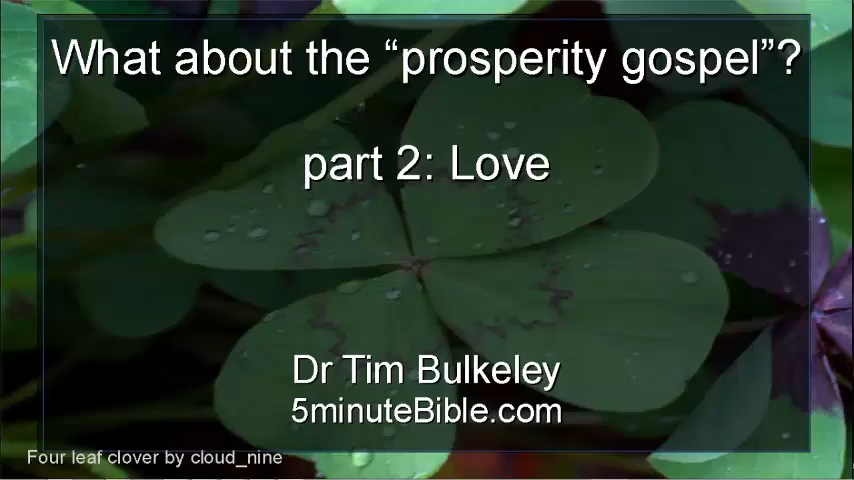 What about the “prosperity gospel”?
part 2: Love
Dr Tim Bulkeley
5minuteBible.com
Four leaf clover by cloud_nine